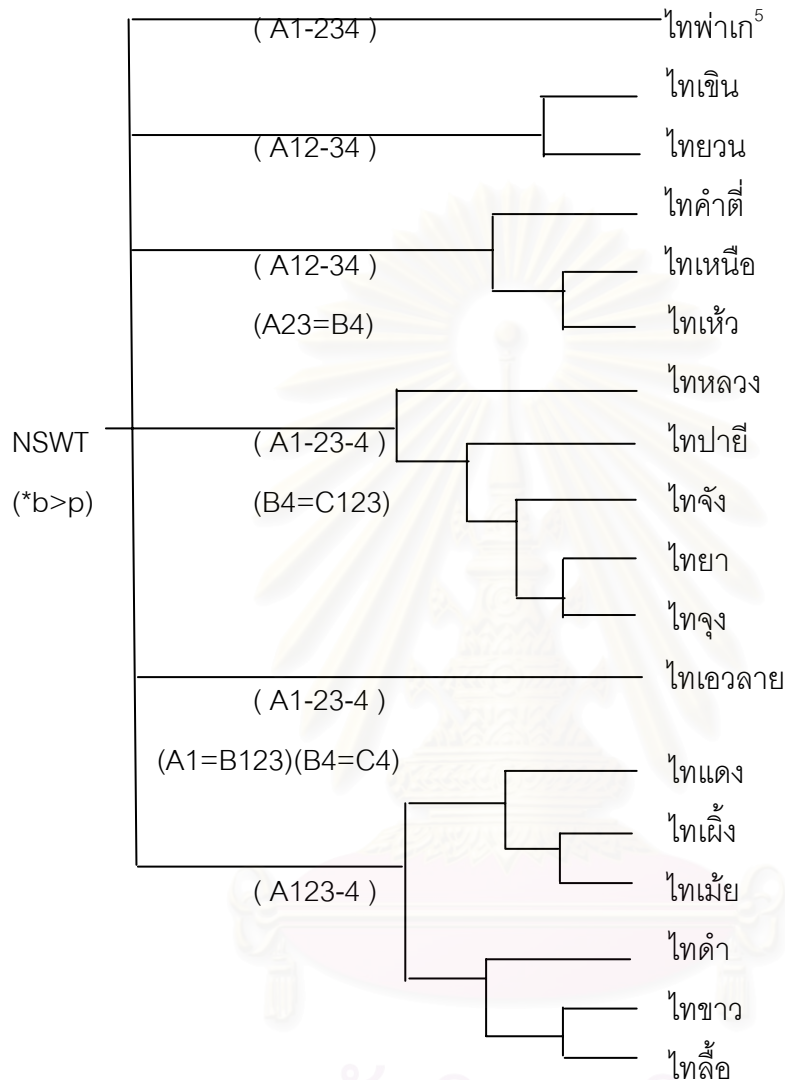 ( A1-234 ) ไทพ่าเก5
ไทเขิน
( A12-34 ) ไทยวน
ไทคำตี่
( A12-34 ) ไทเหนือ
(A23=B4) ไทเห้ว
ไทหลวง
NSWT ( A1-23-4 ) ไทปายี
(*b>p) (B4=C123) ไทจัง
ไทยา
ไทจุง
ไทเอวลาย
( A1-23-4 )
(A1=B123)(B4=C4) ไทแดง
ไทเผิ้ง
( A123-4 ) ไทเม้ย
ไทดำ
ไทขาว
ไทลื้อ